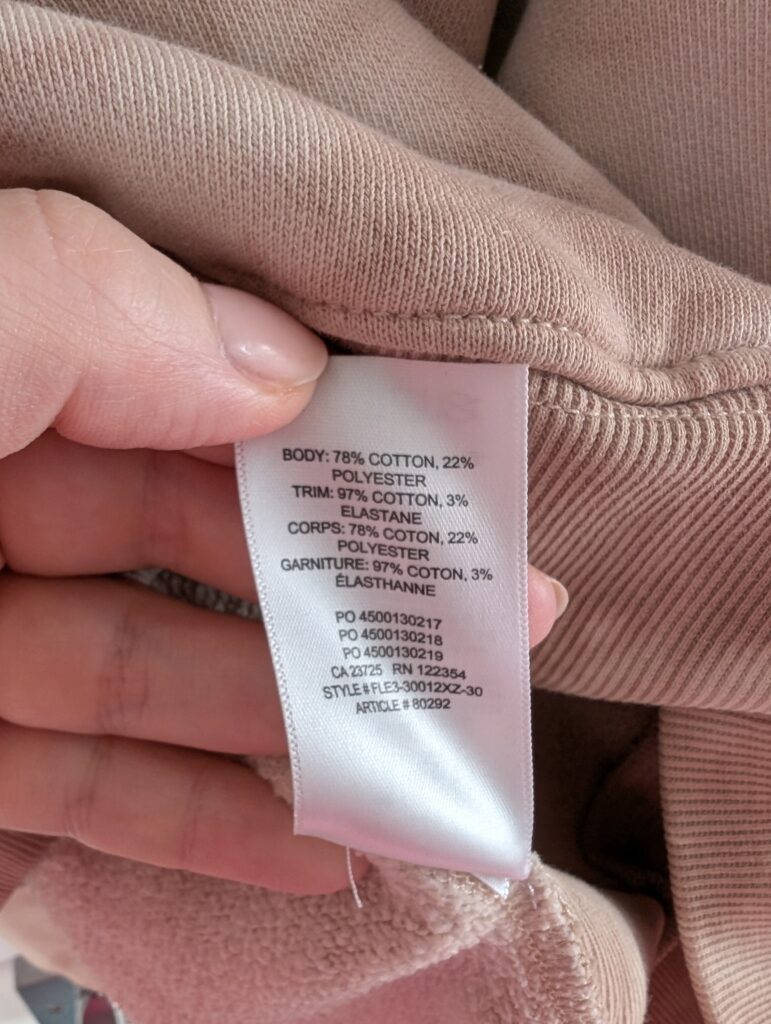 BODY: 78% COTTON, 22%
POLYESTER
TRIM: 97% COTTON, 3%
ELASTANE
CORPS: 78% COTON, 22%
POLYESTER
GARNITURE: 97% COTON, 3%
ÉLASTHANNE
PO 4500130217
PO 4500130218
PO 4500130219
CA 23725 RN 122354
STYLE # FLE3-30012XZ-30
ARTICLE # 80292